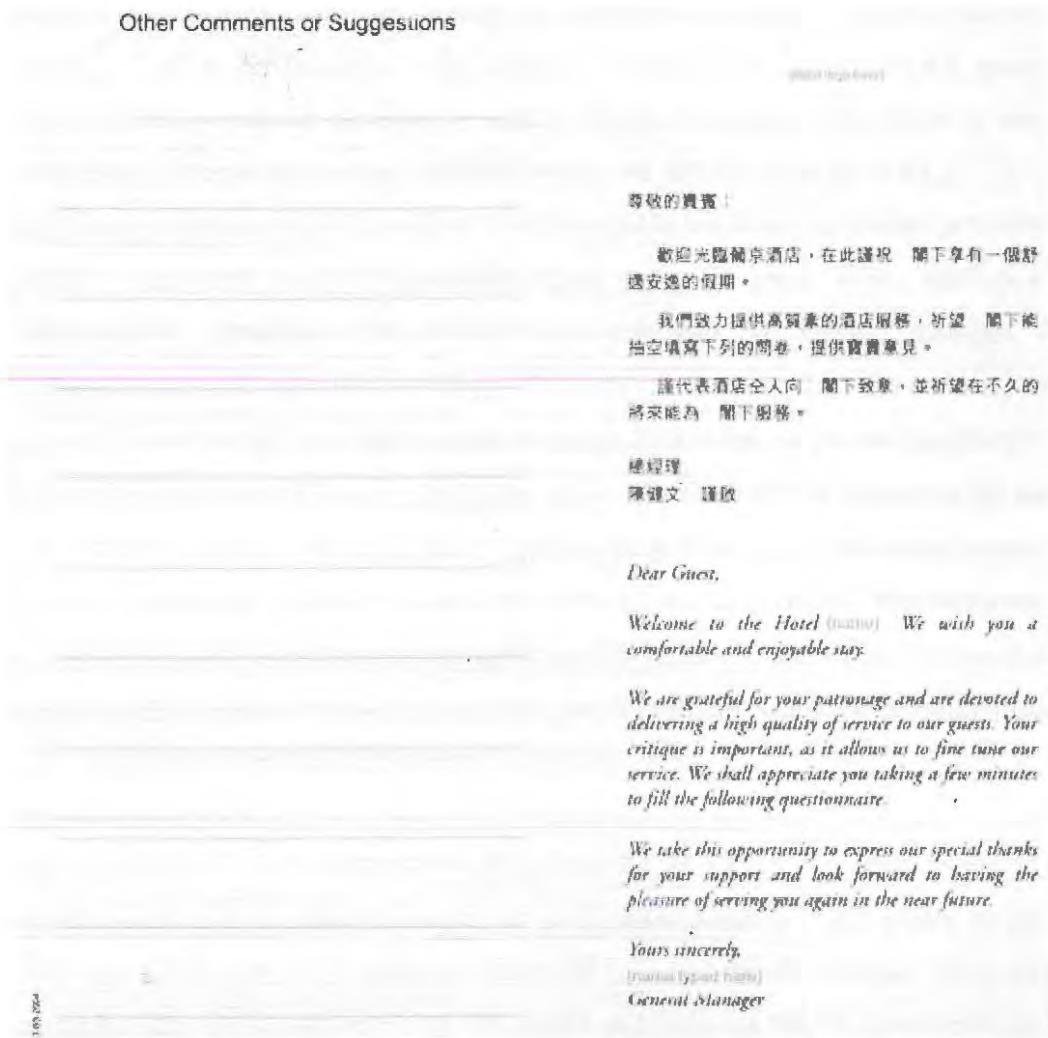 Other Comments or Suggestions
尊敬的貴賓：
歡迎光臨葡京酒店，在此謹祝　閣下享有一個舒
適安逸的假期。
我們致力提供高質素的酒店服務，祈望　閣下能
抽空填寫下列的問卷，提供寶貴意見。
謹代表酒店仝人向　閣下致意，並祈望在不久的
將來能為　閣下服務。
總經理
陳健文　謹啟
Dear Guest,
Welcome to the Hotel (name) We wish you a
comfortable and enjoyable stay.
We are grateful for your patronage and are devoted to
delivering a high quality of service to our guests. Your
critique is important, as it allows us to fine tune our
service. We shall appreciate you taking a few minutes
to fill the following questionnaire.
We take this opportunity to express our special thanks
for your support and look forward to having the
pleasure of serving you again in the near future.
Yours sincerely,
(name typed here)
General Manager